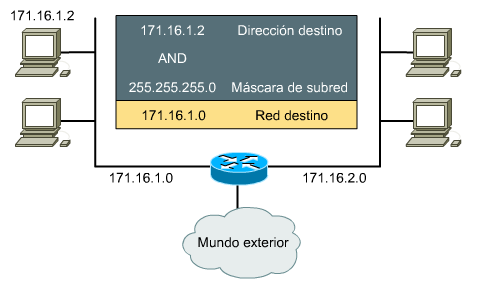 171.16.1.2
171.16.1.2 Dirección destino
AND
255.255.255.0 Máscara de subred
171.16.1.0 Red destino
171.16.1.0
171.16.2.0
Mundo exterior